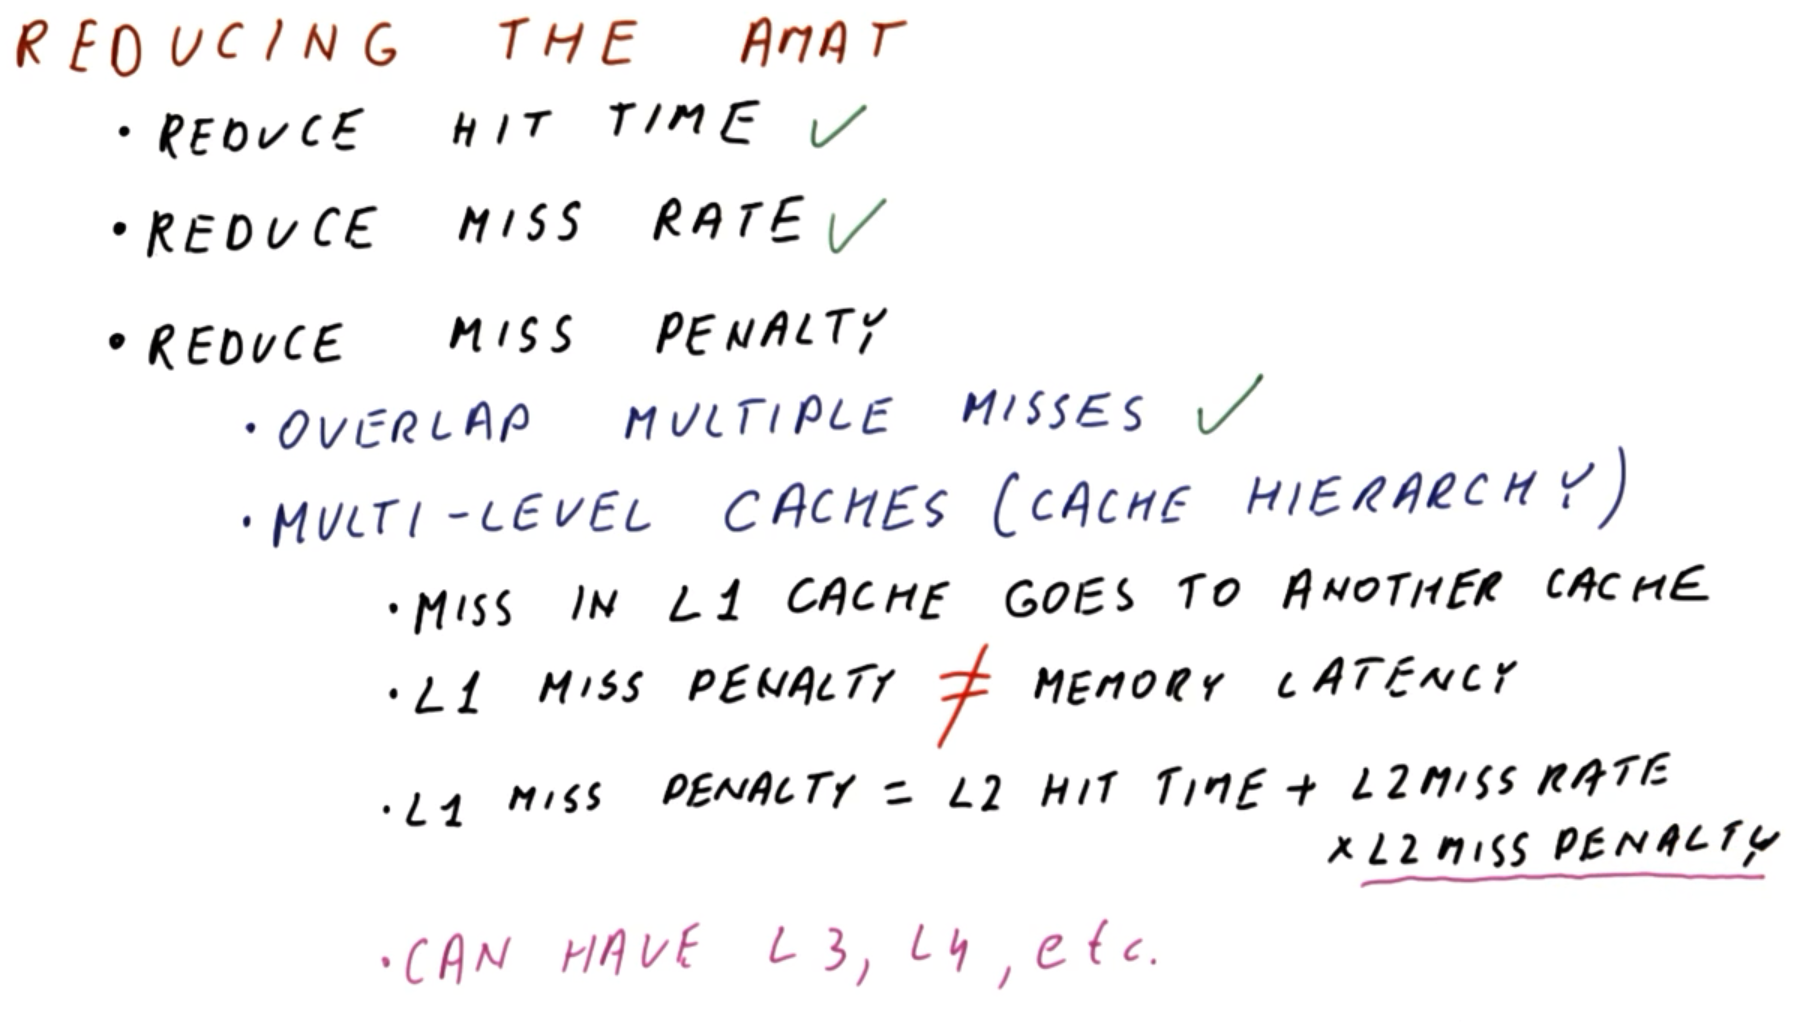 REDUCING THE AMAT
• REDUCE HIT TIME ✓
• REDUCE MISS RATE ✓
• REDUCE MISS PENALTY
• OVERLAP MULTIPLE MISSES ✓
• MULTI-LEVEL CACHES (CACHE HIERARCHY)
• MISS IN L1 CACHE GOES TO ANOTHER CACHE
• L1 MISS PENALTY ≠ MEMORY LATENCY
• L1 MISS PENALTY = L2 HIT TIME + L2 MISS RATE
× L2 MISS PENALTY
• CAN HAVE L3, L4, etc.